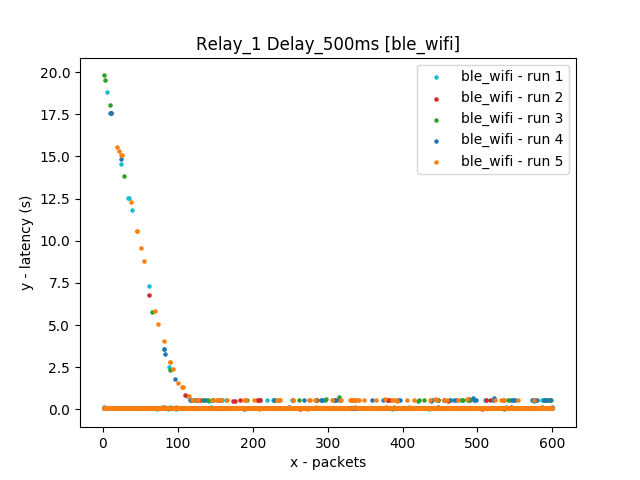 Relay_1 Delay_500ms [ble_wifi]
ble_wifi - run 1
ble_wifi - run 2
ble_wifi - run 3
ble_wifi - run 4
ble_wifi - run 5
y - latency (s)
20.0
17.5
15.0
12.5
10.0
7.5
5.0
2.5
0.0
0 100 200 300 400 500 600
x - packets